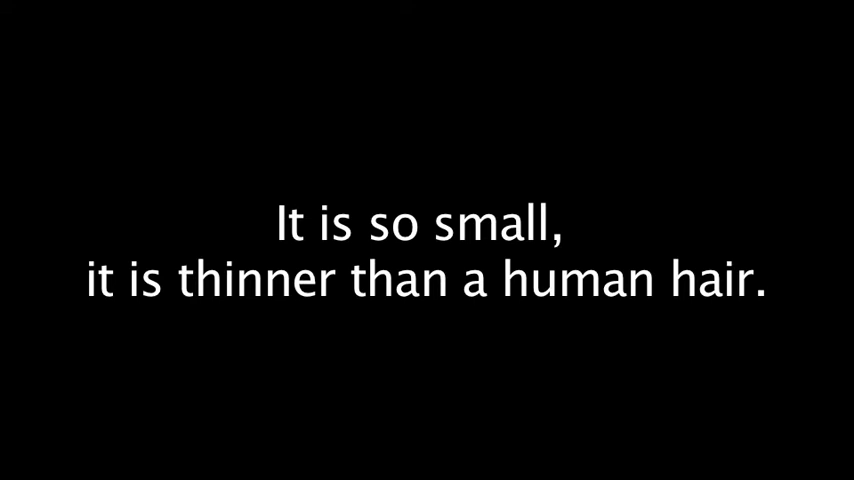 It is so small,
it is thinner than a human hair.